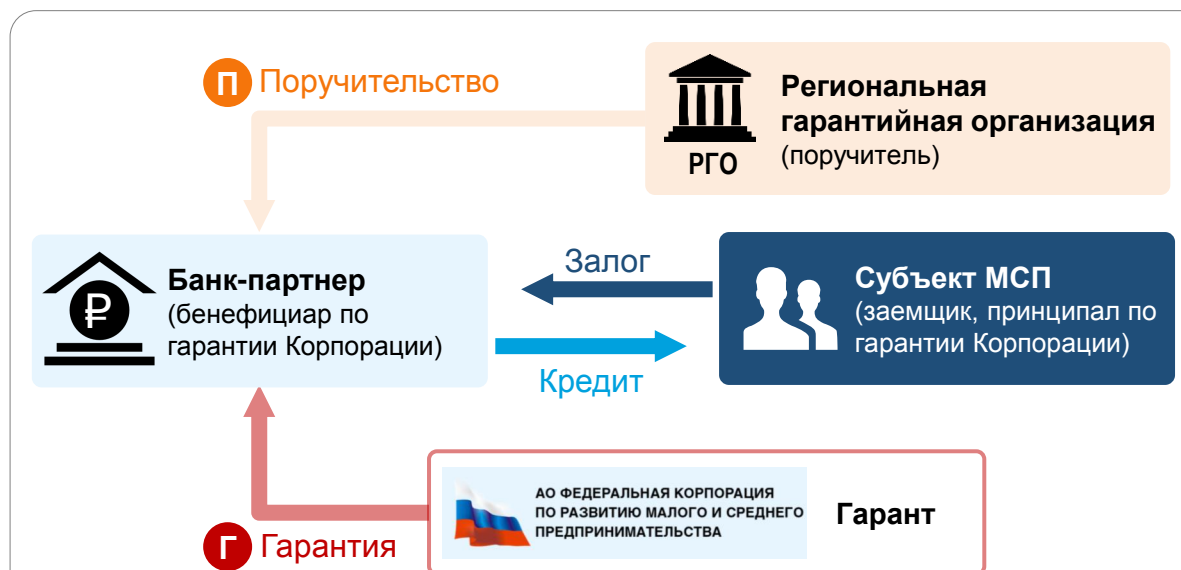 П Поручительство
Региональная
гарантийная организация
(поручитель)
РГО
Банк-партнер
(бенефициар по
гарантии Корпорации)
₽
Залог
Кредит
Субъект МСП
(заемщик, принципал по
гарантии Корпорации)
АО ФЕДЕРАЛЬНАЯ КОРПОРАЦИЯ
ПО РАЗВИТИЮ МАЛОГО И СРЕДНЕГО
ПРЕДПРИНИМАТЕЛЬСТВА
Гарант
Г Гарантия